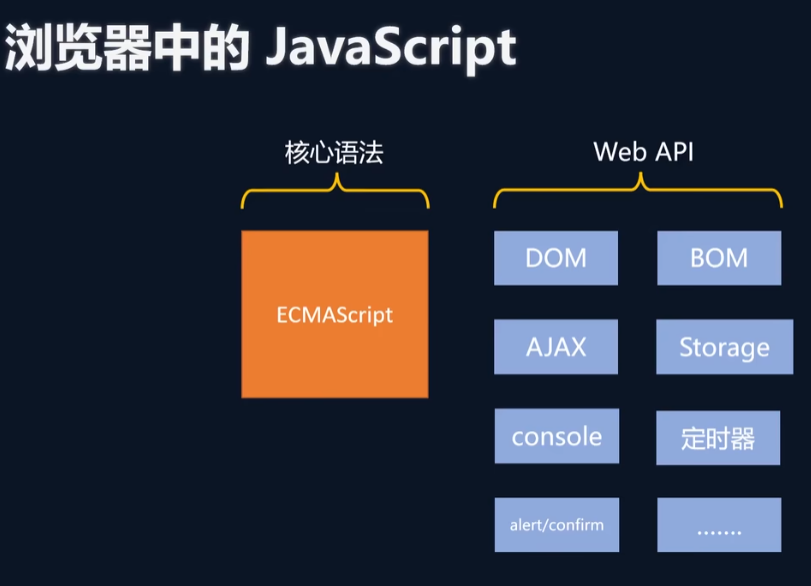 浏览器中的 JavaScript
核心语法
Web API
ECMAScript
DOM
BOM
AJAX
Storage
console
定时器
alert/confirm
.......